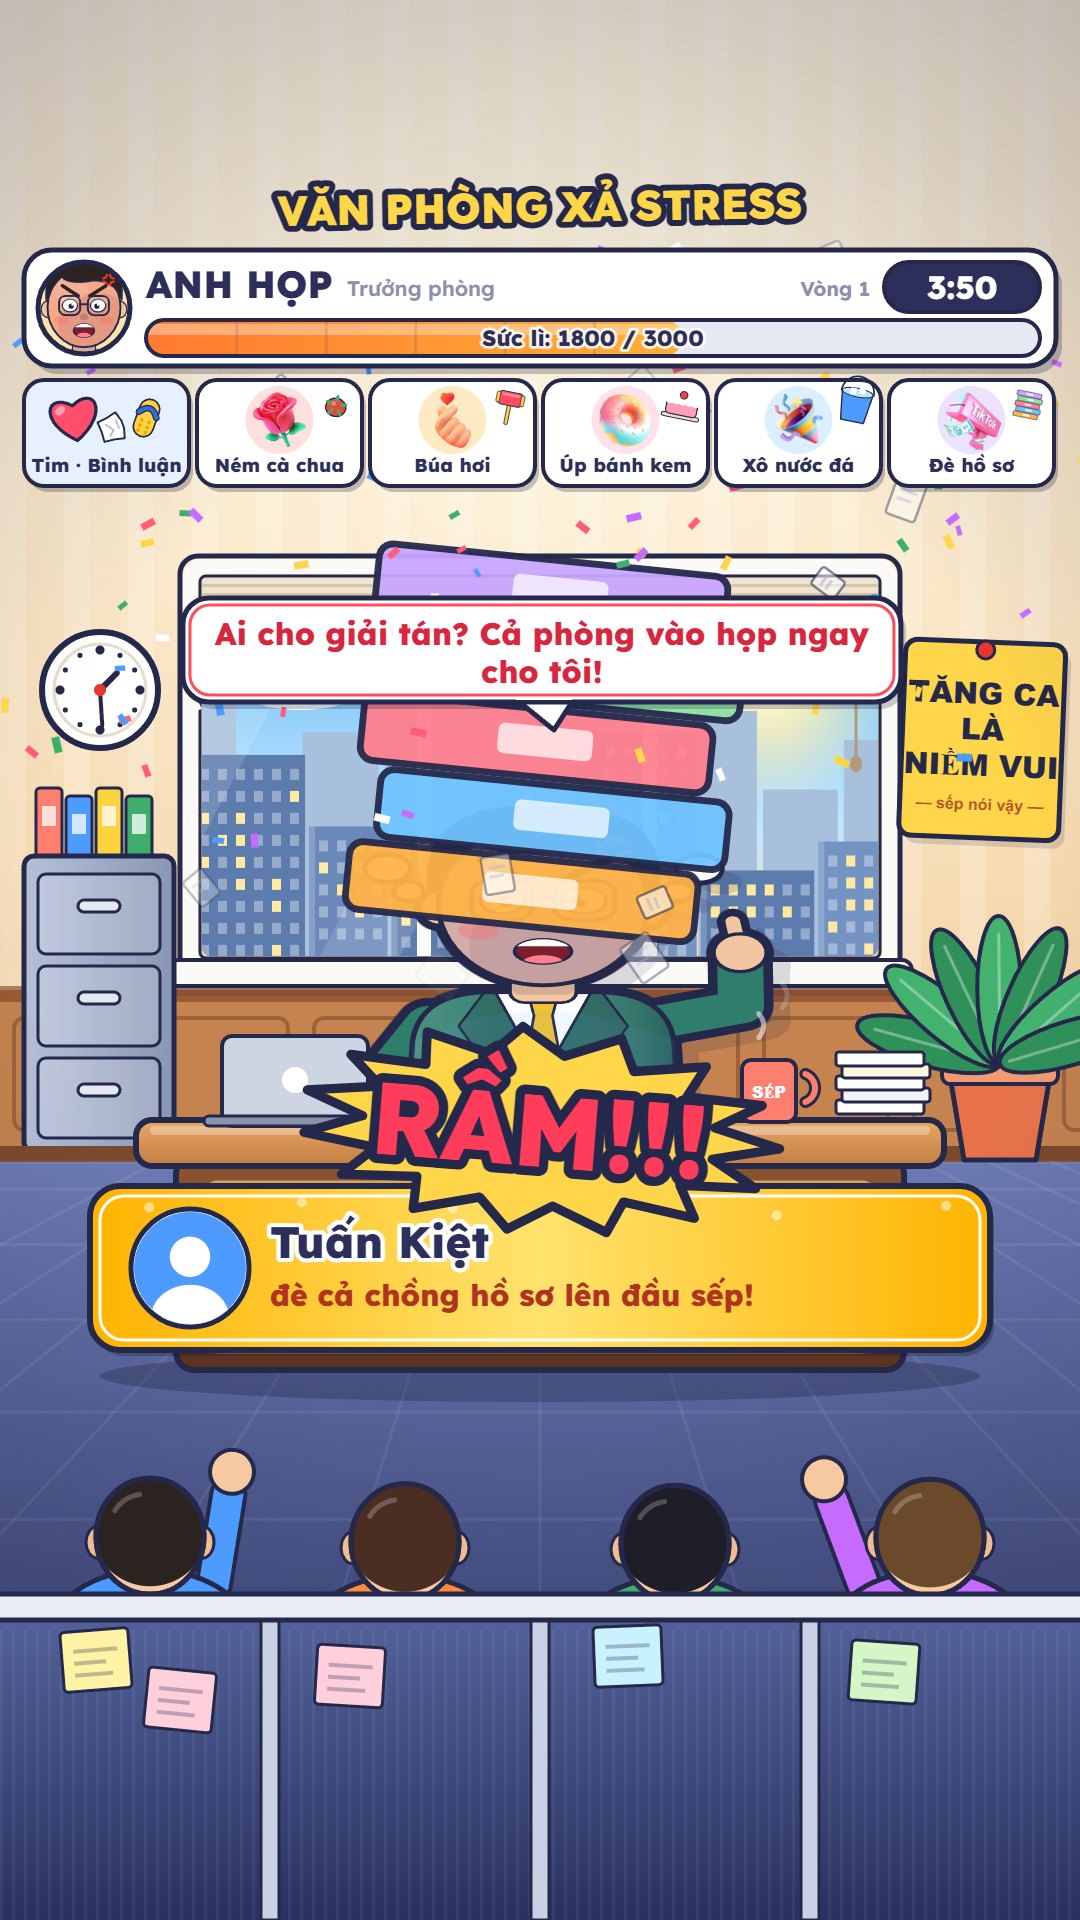 VĂN PHÒNG XẢ STRESS
ANH HỌP Trưởng phòng Vòng 1 3:50
Sức lì: 1800 / 3000
Tim · Bình luận
Ném cà chua
Búa hơi
Úp bánh kem
Xô nước đá
TikTok
Đè hồ sơ
Ai cho giải tán? Cả phòng vào họp ngay
cho tôi!
TĂNG CA
LÀ
NIỀM VUI
— sếp nói vậy —
SẾP
RẦM!!!
Tuấn Kiệt
đè cả chồng hồ sơ lên đầu sếp!